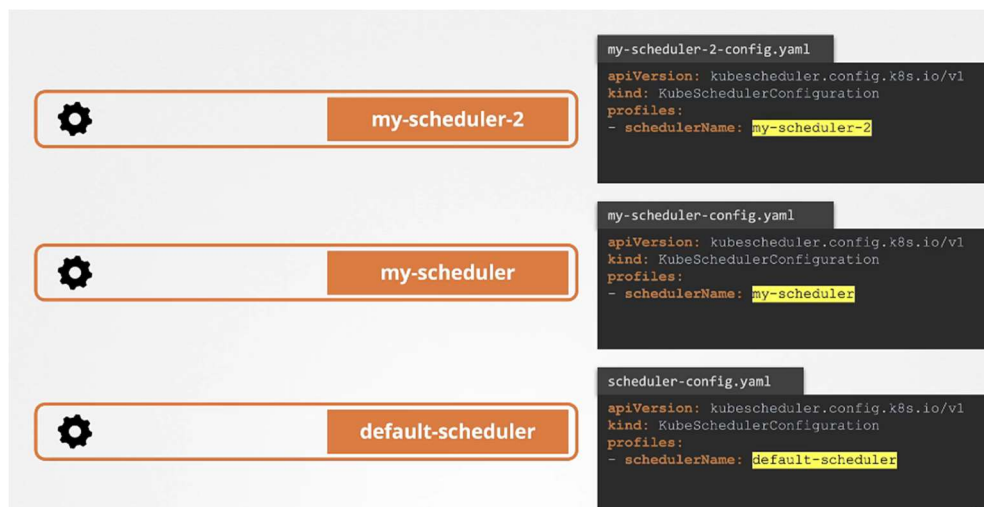 my-scheduler-2
my-scheduler-2-config.yaml
apiVersion: kubescheduler.config.k8s.io/v1
kind: KubeSchedulerConfiguration
profiles:
- schedulerName: my-scheduler-2
my-scheduler
my-scheduler-config.yaml
apiVersion: kubescheduler.config.k8s.io/v1
kind: KubeSchedulerConfiguration
profiles:
- schedulerName: my-scheduler
default-scheduler
scheduler-config.yaml
apiVersion: kubescheduler.config.k8s.io/v1
kind: KubeSchedulerConfiguration
profiles:
- schedulerName: default-scheduler